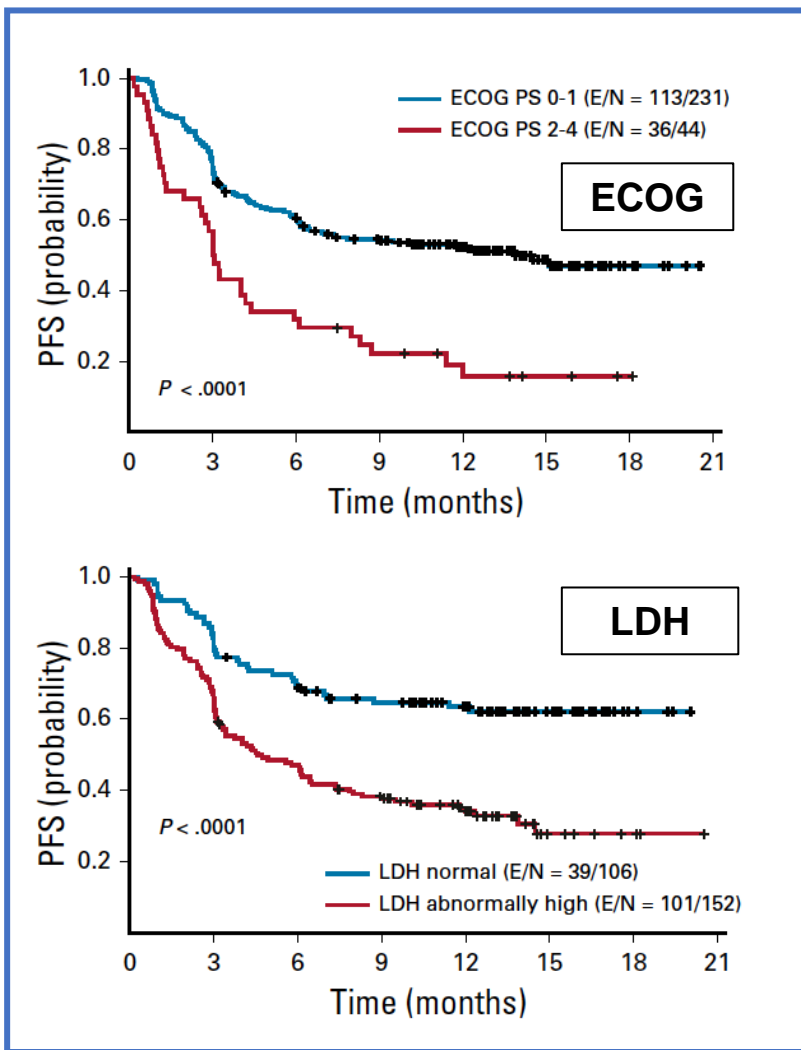 1.0
ECOG PS 0-1 (E/N = 113/231)
ECOG PS 2-4 (E/N = 36/44)
0.8
ECOG
0.6
PFS (probability)
0.4
0.2
P < .0001
0 3 6 9 12 15 18 21
Time (months)
1.0
LDH
0.8
0.6
PFS (probability)
0.4
P < .0001
0.2
LDH normal (E/N = 39/106)
LDH abnormally high (E/N = 101/152)
0 3 6 9 12 15 18 21
Time (months)